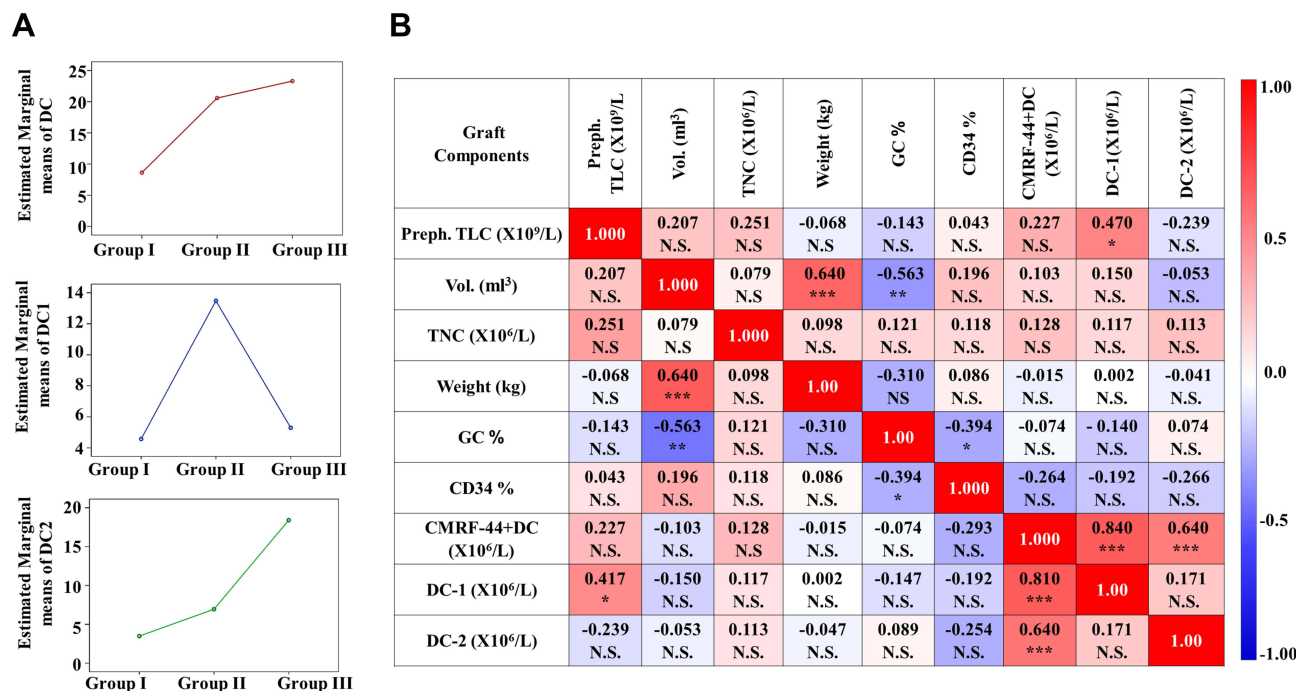 A
Estimated Marginal
means of DC
25
20
15
10
5
0
Group I Group II Group III
Estimated Marginal
means of DC1
14
12
10
8
6
4
Group I Group II Group III
Estimated Marginal
means of DC2
20
15
10
5
0
Group I Group II Group III
B
Graft
Components
Preph.
TLC (X10⁹/L
Vol. (ml³)
TNC (X10⁶/L)
Weight (kg)
GC %
CD34 %
CMRF-44+DC
(X10⁶/L)
DC-1(X10⁶/L)
DC-2 (X10⁶/L)
Preph. TLC (X10⁹/L) 1.000 0.207 0.251 -0.068 -0.143 0.043 0.227 0.470 -0.239
N.S. N.S N.S N.S. N.S. N.S. * N.S.
Vol. (ml³) 0.207 1.000 0.079 0.640 -0.563 0.196 0.103 0.150 -0.053
N.S. N.S *** ** N.S. N.S. N.S. N.S.
TNC (X10⁶/L) 0.251 0.079 1.000 0.098 0.121 0.118 0.128 0.117 0.113
N.S N.S N.S. N.S. N.S. N.S N.S. N.S.
Weight (kg) -0.068 0.640 0.098 1.00 -0.310 0.086 -0.015 0.002 -0.041
N.S *** N.S. NS N.S. N.S. N.S. N.S.
GC % -0.143 -0.563 0.121 -0.310 1.00 -0.394 -0.074 - 0.140 0.074
N.S. ** N.S. N.S. * N.S. N.S. N.S.
CD34 % 0.043 0.196 0.118 0.086 -0.394 1.000 -0.264 -0.192 -0.266
N.S. N.S. N.S. N.S. * N.S. N.S. N.S.
CMRF-44+DC
(X10⁶/L) 0.227 -0.103 0.128 -0.015 -0.074 -0.293 1.000 0.840 0.640
N.S. N.S. N.S. N.S. N.S. N.S. *** ***
DC-1 (X10⁶/L) 0.417 -0.150 0.117 0.002 -0.147 -0.192 0.810 1.00 0.171
* N.S. N.S. N.S. N.S. N.S. *** N.S.
DC-2 (X10⁶/L) -0.239 -0.053 0.113 -0.047 0.089 -0.254 0.640 0.171 1.00
N.S. N.S. N.S. N.S. N.S. N.S. *** N.S.
1.00
0.5
0.0
-0.5
-1.00